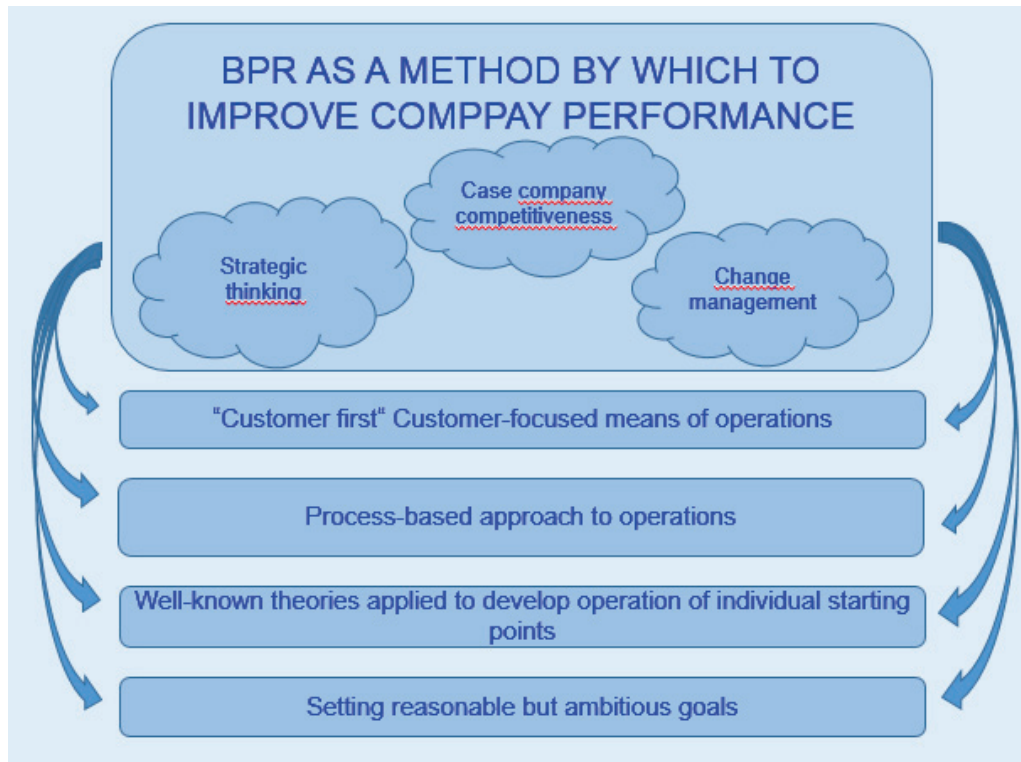 BPR AS A METHOD BY WHICH TO
IMPROVE COMPPAY PERFORMANCE
Case company
competitiveness
Strategic
thinking
Change
management
“Customer first“ Customer-focused means of operations
Process-based approach to operations
Well-known theories applied to develop operation of individual starting
points
Setting reasonable but ambitious goals